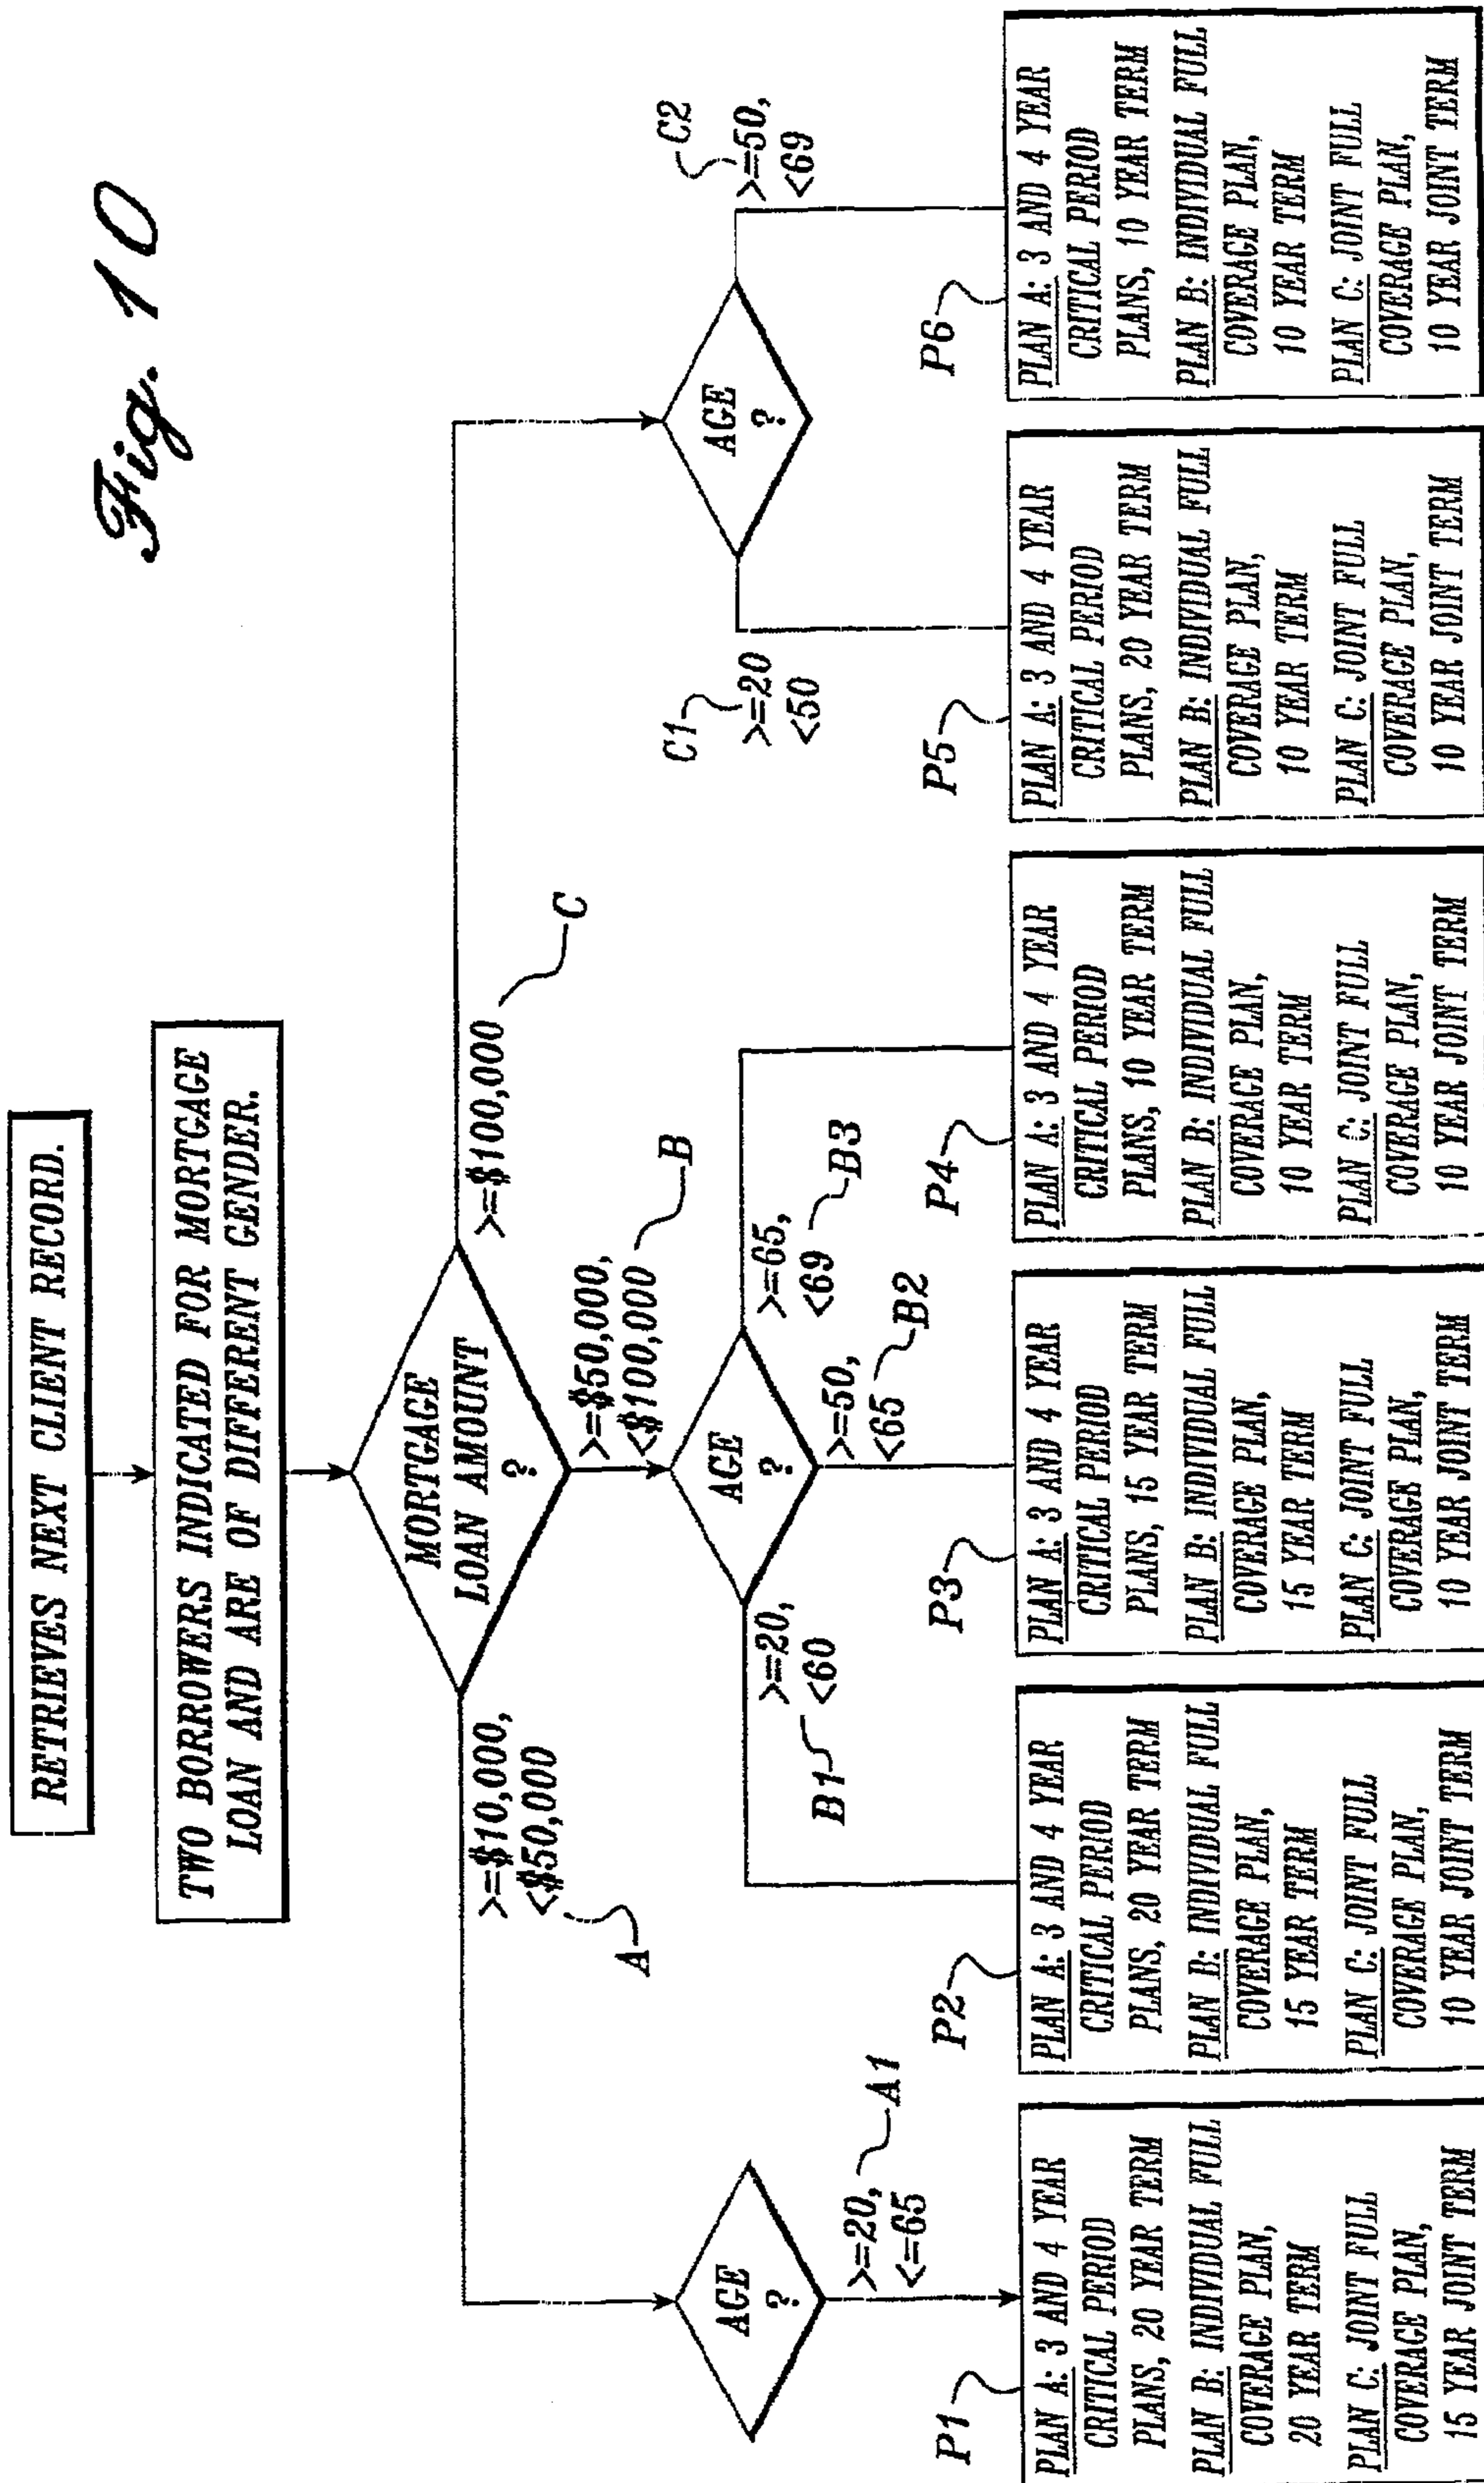 Fig. 10
RETRIEVES NEXT CLIENT RECORD.
TWO BORROWERS INDICATED FOR MORTGAGE
LOAN AND ARE OF DIFFERENT GENDER.
MORTGAGE
LOAN AMOUNT
?
>=$10,000,
<$50,000
A
>=$50,000,
<$100,000
B
>=$100,000
C
AGE
?
>=20,
<=65
A1
AGE
?
>=20,
<60
B1
>=50,
<65
B2
>=65,
<69
B3
AGE
?
C1
>=20
<50
C2
>=50,
<69
P1
PLAN A: 3 AND 4 YEAR
CRITICAL PERIOD
PLANS, 20 YEAR TERM
PLAN B: INDIVIDUAL FULL
COVERAGE PLAN,
20 YEAR TERM
PLAN C: JOINT FULL
COVERAGE PLAN,
15 YEAR JOINT TERM
P2
PLAN A: 3 AND 4 YEAR
CRITICAL PERIOD
PLANS, 20 YEAR TERM
PLAN B: INDIVIDUAL FULL
COVERAGE PLAN,
15 YEAR TERM
PLAN C: JOINT FULL
COVERAGE PLAN,
10 YEAR JOINT TERM
P3
PLAN A: 3 AND 4 YEAR
CRITICAL PERIOD
PLANS, 15 YEAR TERM
PLAN B: INDIVIDUAL FULL
COVERAGE PLAN,
15 YEAR TERM
PLAN C: JOINT FULL
COVERAGE PLAN,
10 YEAR JOINT TERM
P4
PLAN A: 3 AND 4 YEAR
CRITICAL PERIOD
PLANS, 10 YEAR TERM
PLAN B: INDIVIDUAL FULL
COVERAGE PLAN,
10 YEAR TERM
PLAN C: JOINT FULL
COVERAGE PLAN,
10 YEAR JOINT TERM
P5
PLAN A: 3 AND 4 YEAR
CRITICAL PERIOD
PLANS, 20 YEAR TERM
PLAN B: INDIVIDUAL FULL
COVERAGE PLAN,
10 YEAR TERM
PLAN C: JOINT FULL
COVERAGE PLAN,
10 YEAR JOINT TERM
P6
PLAN A: 3 AND 4 YEAR
CRITICAL PERIOD
PLANS, 10 YEAR TERM
PLAN B: INDIVIDUAL FULL
COVERAGE PLAN,
10 YEAR TERM
PLAN C: JOINT FULL
COVERAGE PLAN,
10 YEAR JOINT TERM